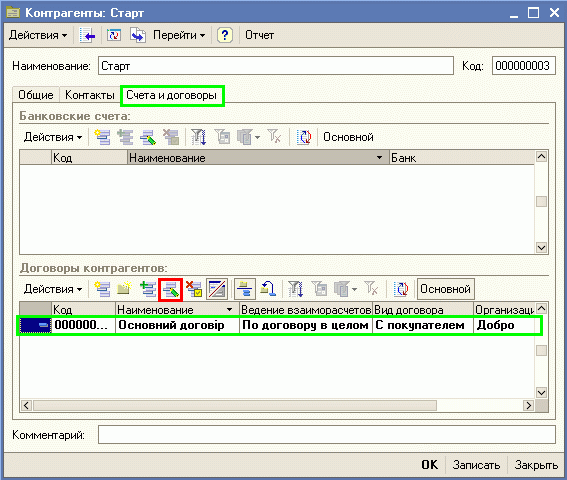 Контрагенты: Старт
Действия Перейти ? Отчет
Наименование: Старт Код: 000000003
Общие Контакты Счета и договоры
Банковские счета:
Действия Основной
Код Наименование Банк
Договоры контрагентов:
Действия Основной
Код Наименование Ведение взаиморасчетов Вид договора Организаци
000000... Основний договір По договору в целом С покупателем Добро
Комментарий:
OK Записать Закрыть